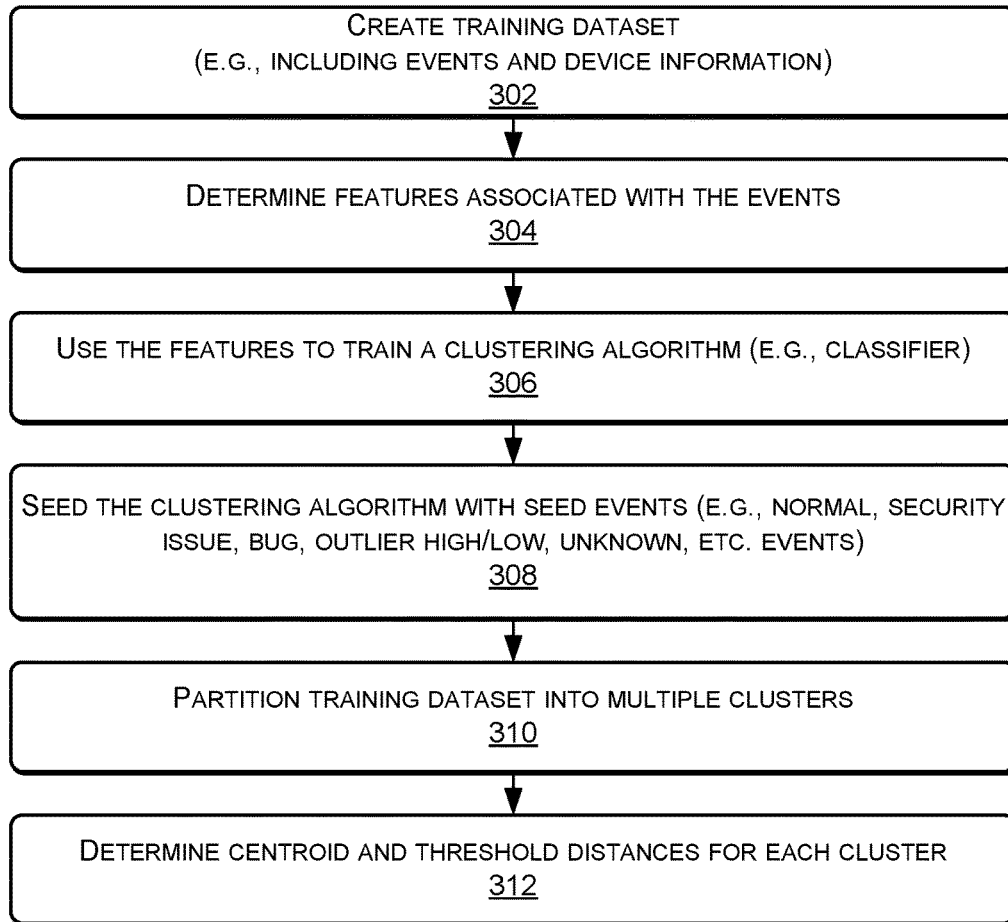 CREATE TRAINING DATASET
(E.G., INCLUDING EVENTS AND DEVICE INFORMATION)
302
DETERMINE FEATURES ASSOCIATED WITH THE EVENTS
304
USE THE FEATURES TO TRAIN A CLUSTERING ALGORITHM (E.G., CLASSIFIER)
306
SEED THE CLUSTERING ALGORITHM WITH SEED EVENTS (E.G., NORMAL, SECURITY
ISSUE, BUG, OUTLIER HIGH/LOW, UNKNOWN, ETC. EVENTS)
308
PARTITION TRAINING DATASET INTO MULTIPLE CLUSTERS
310
DETERMINE CENTROID AND THRESHOLD DISTANCES FOR EACH CLUSTER
312